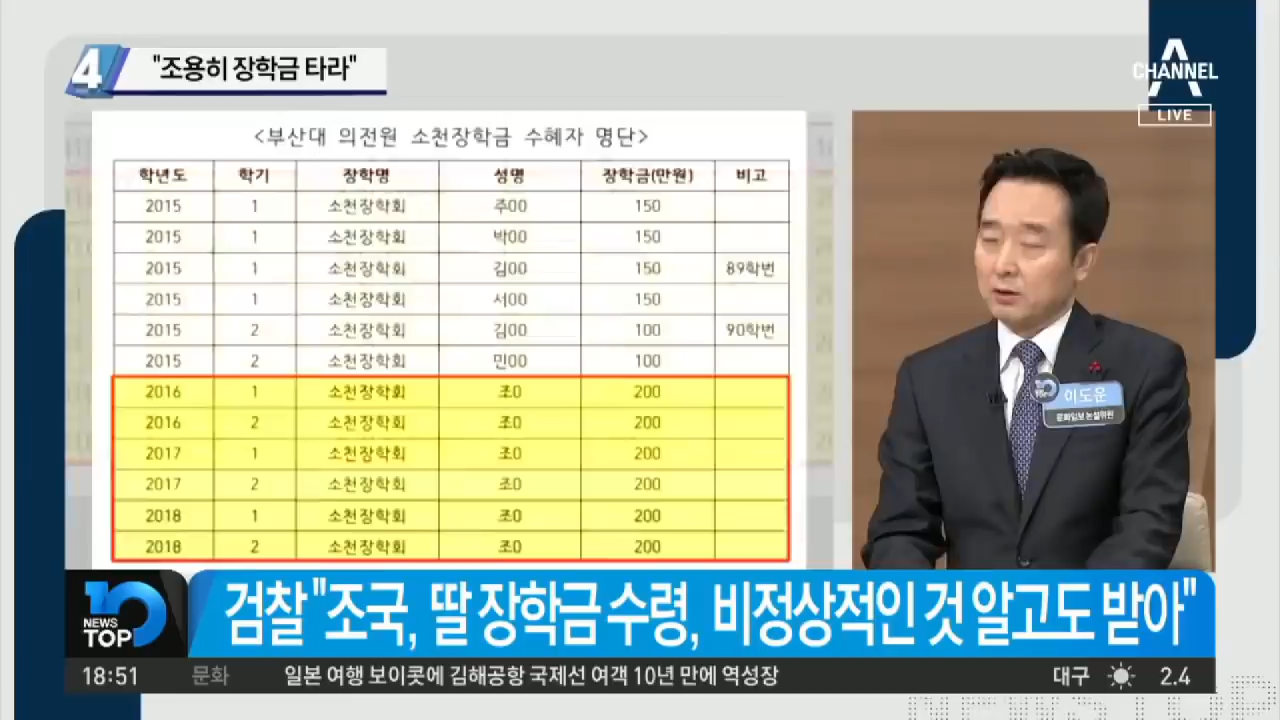 4 "조용히 장학금 타라"
CHANNEL A
LIVE
<부산대 의전원 소천장학금 수혜자 명단>
학년도 학기 장학명 성명 장학금(만원) 비고
2015 1 소천장학회 주00 150
2015 1 소천장학회 박00 150
2015 1 소천장학회 김00 150 89학번
2015 1 소천장학회 서00 150
2015 2 소천장학회 김00 100 90학번
2015 2 소천장학회 민00 100
2016 1 소천장학회 조0 200
2016 2 소천장학회 조0 200
2017 1 소천장학회 조0 200
2017 2 소천장학회 조0 200
2018 1 소천장학회 조0 200
2018 2 소천장학회 조0 200
이도운
문화일보 논설위원
NEWS TOP 10
검찰 "조국, 딸 장학금 수령, 비정상적인 것 알고도 받아"
18:51 문화 일본 여행 보이콧에 김해공항 국제선 여객 10년 만에 역성장 대구 2.4